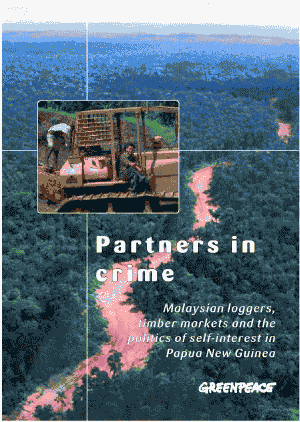 Partners in
crime
Malaysian loggers,
timber markets and the
politics of self-interest in
Papua New Guinea
GREENPEACE